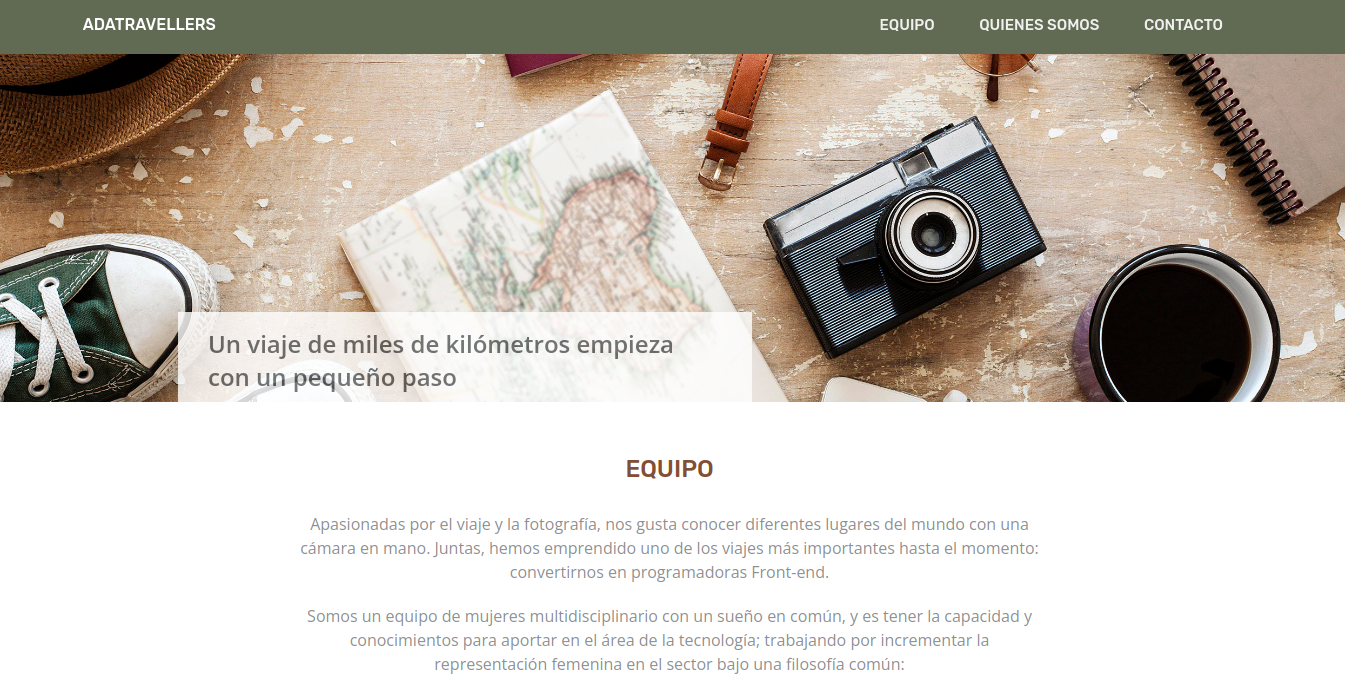 ADATRAVELLERS
EQUIPO QUIENES SOMOS CONTACTO
Un viaje de miles de kilómetros empieza
con un pequeño paso
EQUIPO
Apasionadas por el viaje y la fotografía, nos gusta conocer diferentes lugares del mundo con una
cámara en mano. Juntas, hemos emprendido uno de los viajes más importantes hasta el momento:
convertirnos en programadoras Front-end.
Somos un equipo de mujeres multidisciplinario con un sueño en común, y es tener la capacidad y
conocimientos para aportar en el área de la tecnología; trabajando por incrementar la
representación femenina en el sector bajo una filosofía común: